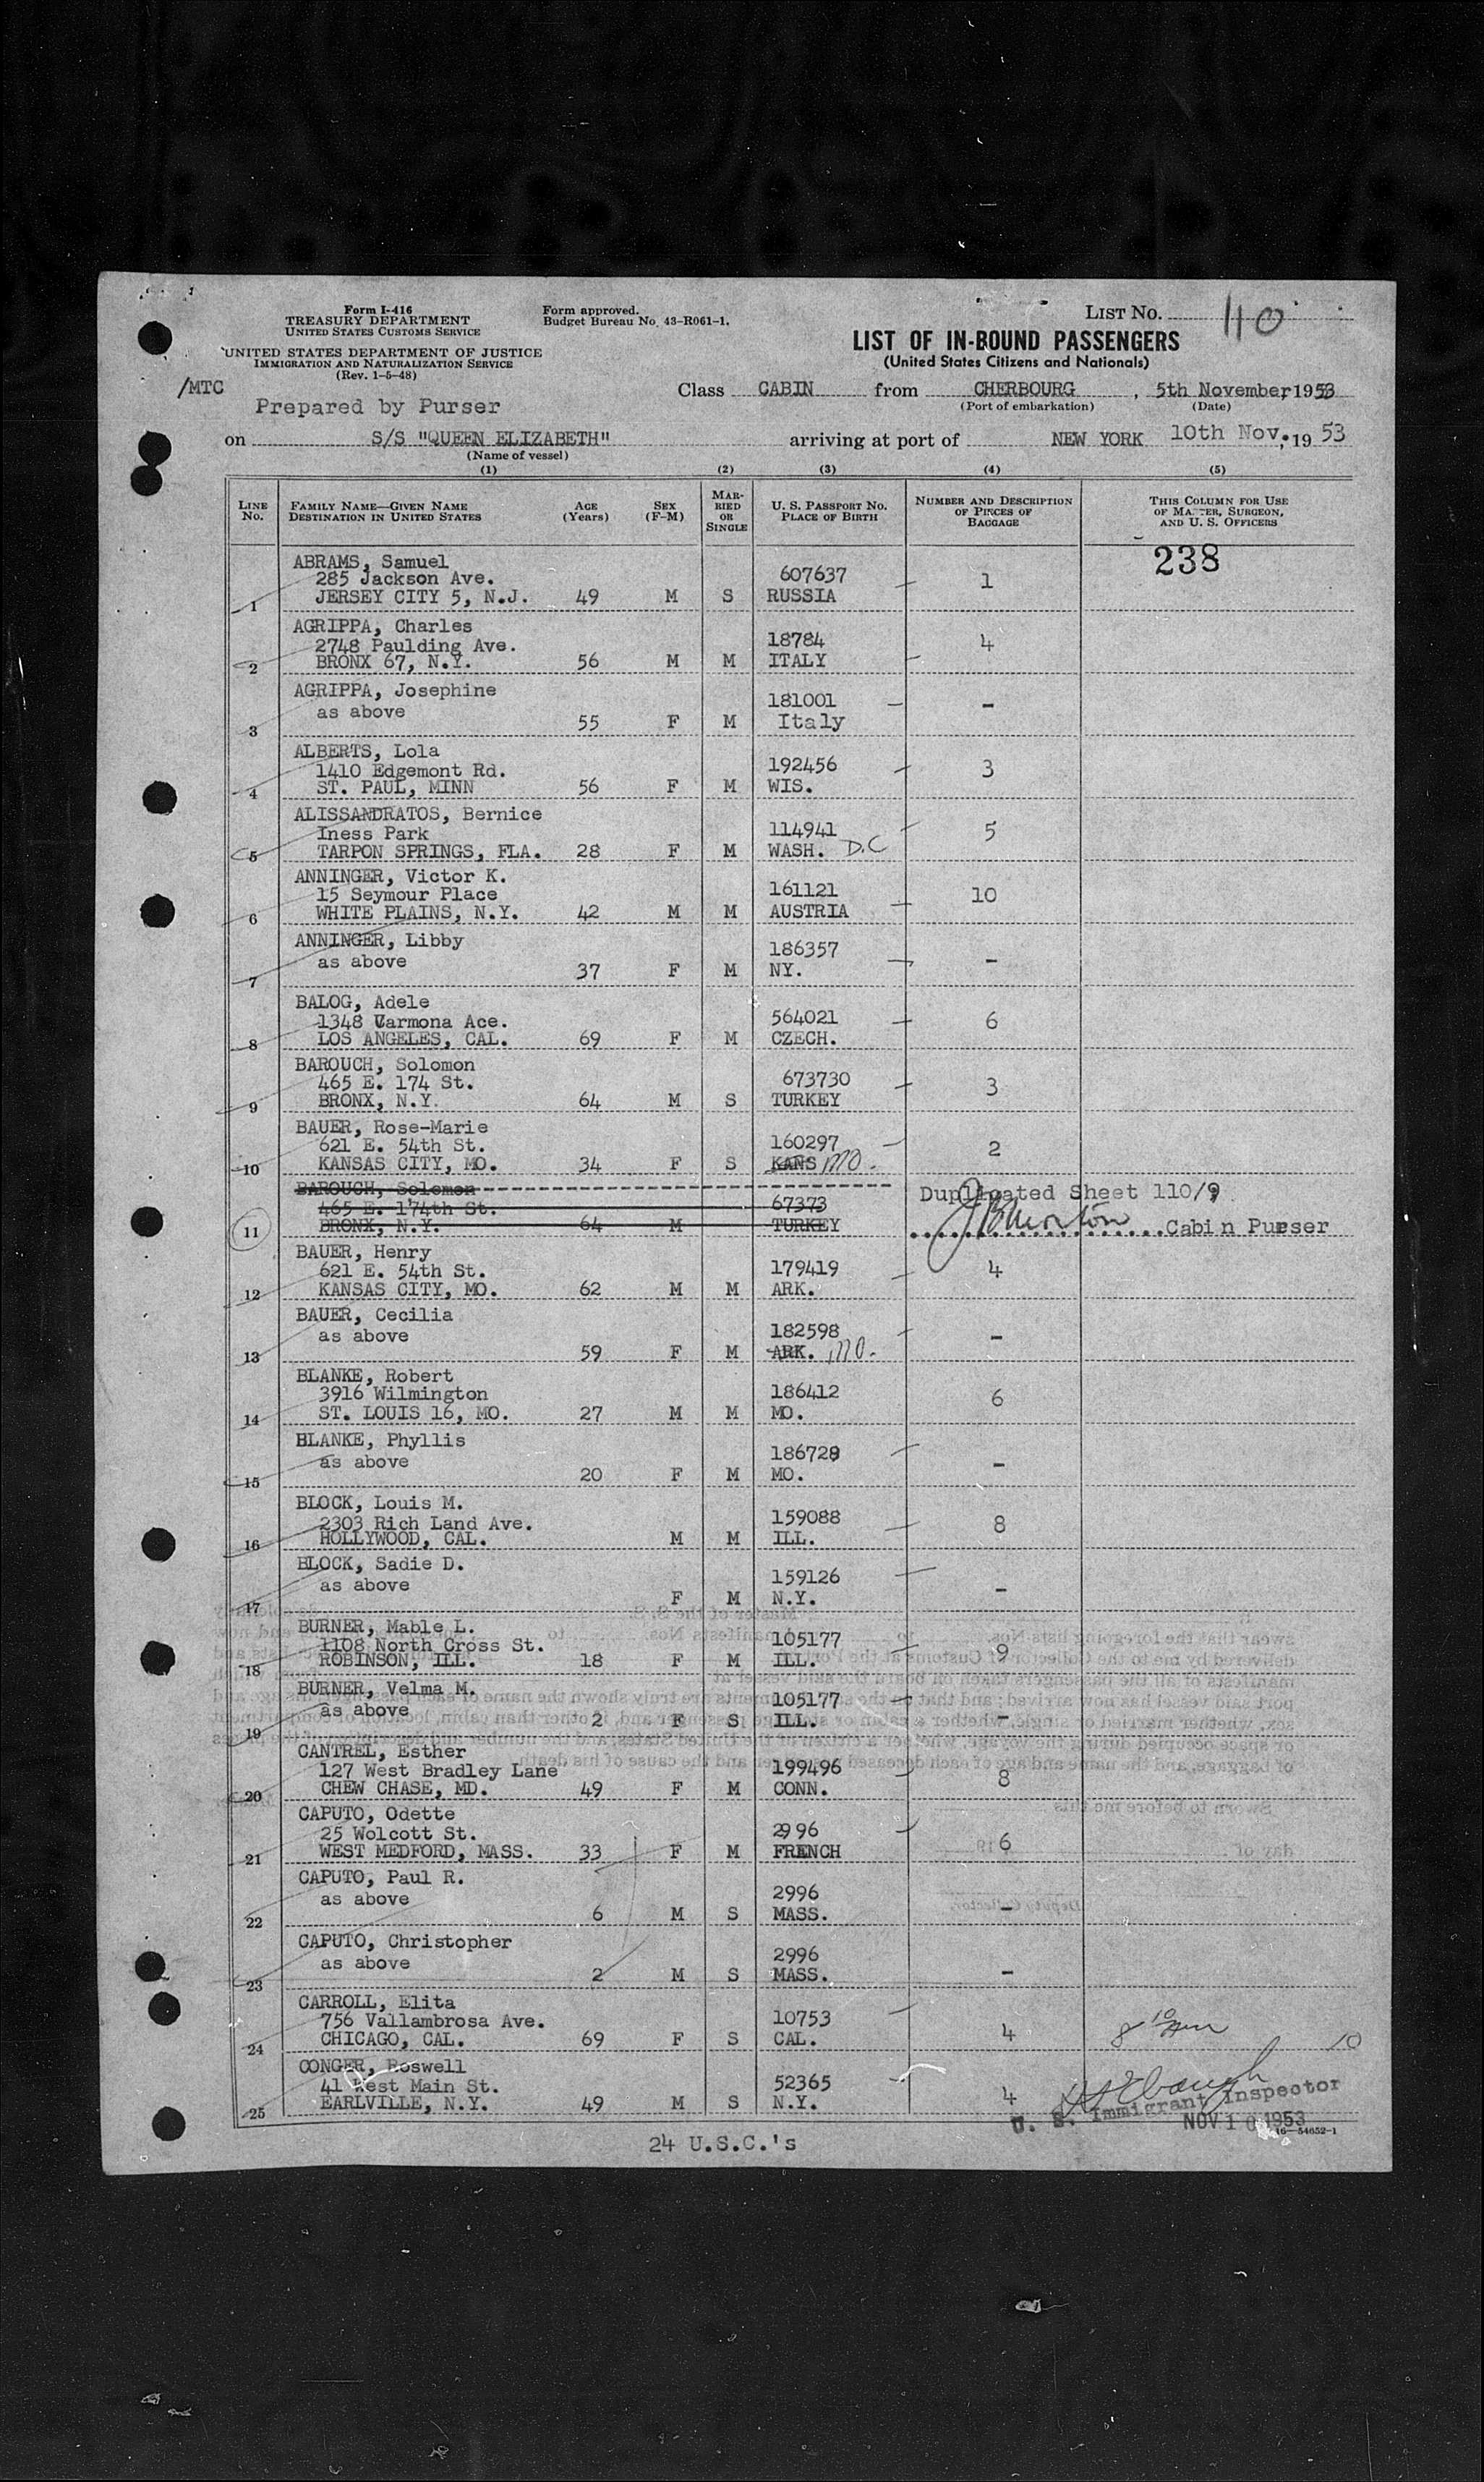 Form I-416
TREASURY DEPARTMENT
UNITED STATES CUSTOMS SERVICE
Form approved.
Budget Bureau No. 43-R061-1.
LIST NO. 110
UNITED STATES DEPARTMENT OF JUSTICE
IMMIGRATION AND NATURALIZATION SERVICE
(Rev. 1-5-48)
LIST OF IN-BOUND PASSENGERS
(United States Citizens and Nationals)
/MTC
Prepared by Purser
Class CABIN from CHERBOURG, 5th November, 1953
(Port of embarkation) (Date)
on S/S "QUEEN ELIZABETH" arriving at port of NEW YORK 10th Nov., 19 53
(Name of vessel)
(1) (2) (3) (4) (5)
LINE No. FAMILY NAME—GIVEN NAME DESTINATION IN UNITED STATES AGE (Years) SEX (F-M) MARRIED OR SINGLE U. S. PASSPORT NO. PLACE OF BIRTH NUMBER AND DESCRIPTION OF PIECES OF BAGGAGE THIS COLUMN FOR USE OF MASTER, SURGEON, AND U. S. OFFICERS
238
ABRAMS, Samuel
285 Jackson Ave. 607637 1
1 JERSEY CITY 5, N.J. 49 M S RUSSIA
AGRIPPA, Charles
2748 Paulding Ave. 18784 4
2 BRONX 67, N.Y. 56 M M ITALY
AGRIPPA, Josephine 181001 -
as above
3 55 F M Italy
ALBERTS, Lola
1410 Edgemont Rd. 192456 3
4 ST. PAUL, MINN 56 F M WIS.
ALISSANDRATOS, Bernice
Iness Park 114941 5
5 TARPON SPRINGS, FLA. 28 F M WASH. D.C
ANNINGER, Victor K.
15 Seymour Place 161121 10
6 WHITE PLAINS, N.Y. 42 M M AUSTRIA
ANNINGER, Libby
as above 186357 -
7 37 F M NY.
BALOG, Adele
1348 Carmona Ace. 564021 6
8 LOS ANGELES, CAL. 69 F M CZECH.
BAROUCH, Solomon
465 E. 174 St. 673730 3
9 BRONX, N.Y. 64 M S TURKEY
BAUER, Rose-Marie
621 E. 54th St. 160297 2
10 KANSAS CITY, MO. 34 F S KANS MO.
BAROUCH, Solomon Duplicated Sheet 110/9
465 E. 174th St. 67373
11 BRONX, N.Y. 64 M TURKEY Cabin Purser
BAUER, Henry
621 E. 54th St. 179419 4
12 KANSAS CITY, MO. 62 M M ARK.
BAUER, Cecilia
as above 182598 -
13 59 F M ARK. MO.
BLANKE, Robert
3916 Wilmington 186412 6
14 ST. LOUIS 16, MO. 27 M M MO.
BLANKE, Phyllis
as above 186728 -
15 20 F M MO.
BLOCK, Louis M.
2303 Rich Land Ave. 159088 8
16 HOLLYWOOD, CAL. M M ILL.
BLOCK, Sadie D.
as above 159126 -
17 F M N.Y.
BURNER, Mable L.
1108 North Cross St. 105177 9
18 ROBINSON, ILL. 18 F M ILL.
BURNER, Velma M.
as above 105177 -
19 2 F S ILL.
CANTREL, Esther
127 West Bradley Lane 199496 8
20 CHEW CHASE, MD. 49 F M CONN.
CAPUTO, Odette
25 Wolcott St. 2996 6
21 WEST MEDFORD, MASS. 33 F M FRENCH
CAPUTO, Paul R.
as above 2996 -
22 6 M S MASS.
CAPUTO, Christopher
as above 2996 -
23 2 M S MASS.
CARROLL, Elita
756 Vallambrosa Ave. 10753 4
24 CHICAGO, CAL. 69 F S CAL. 10
CONGER, Roswell
41 West Main St. 52365 4
25 EARLVILLE, N.Y. 49 M S N.Y.
U. S. Immigrant Inspector
NOV 10 1953
16—54652-1
24 U.S.C.'s